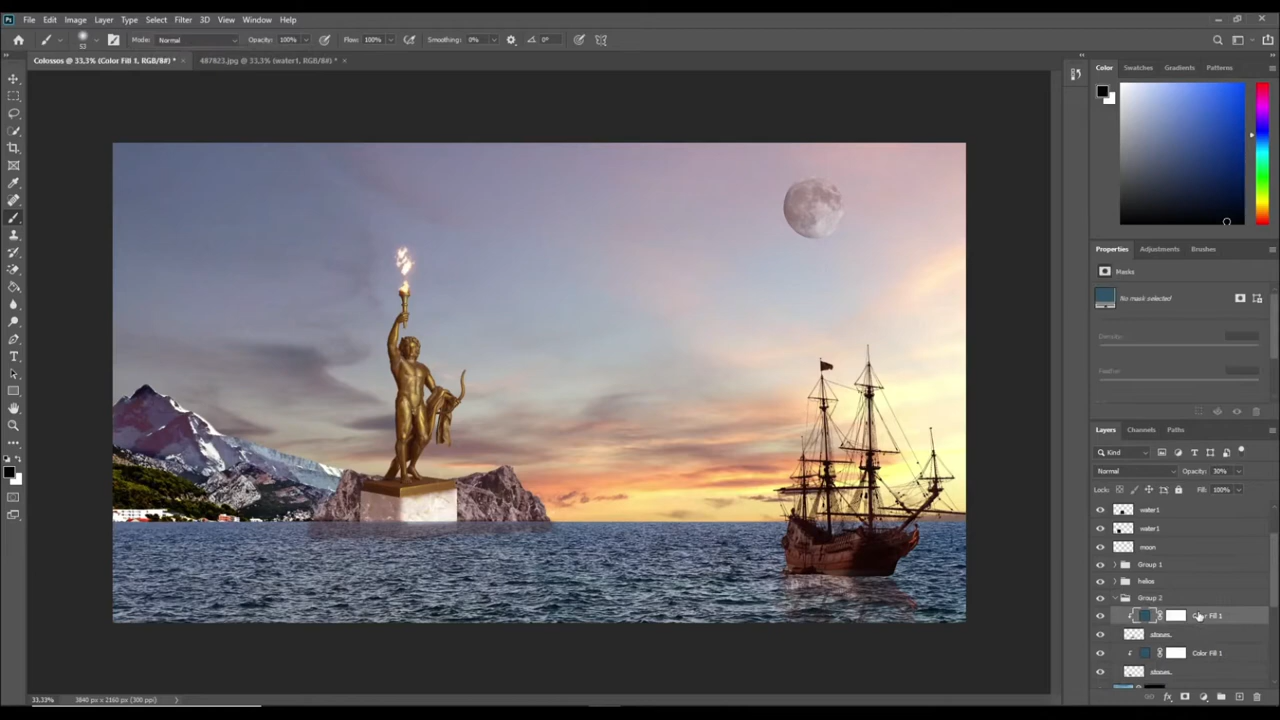 Ps File Edit Image Layer Type Select Filter 3D View Window Help
53 Mode: Normal Opacity: 100% Flow: 100% Smoothing: 0% 0°
Colossos @ 33,3% (Color Fill 1, RGB/8#) * × 487823.jpg @ 33,3% (water1, RGB/8#) * ×
Color Swatches Gradients Patterns
Properties Adjustments Brushes
Masks
No mask selected
Density:
Feather:
Layers Channels Paths
Kind
Normal Opacity: 30%
Lock: Fill: 100%
water1
water1
moon
Group 1
helios
Group 2
Color Fill 1
Color Fill 1
33,33% 3840 px x 2160 px (300 ppi)